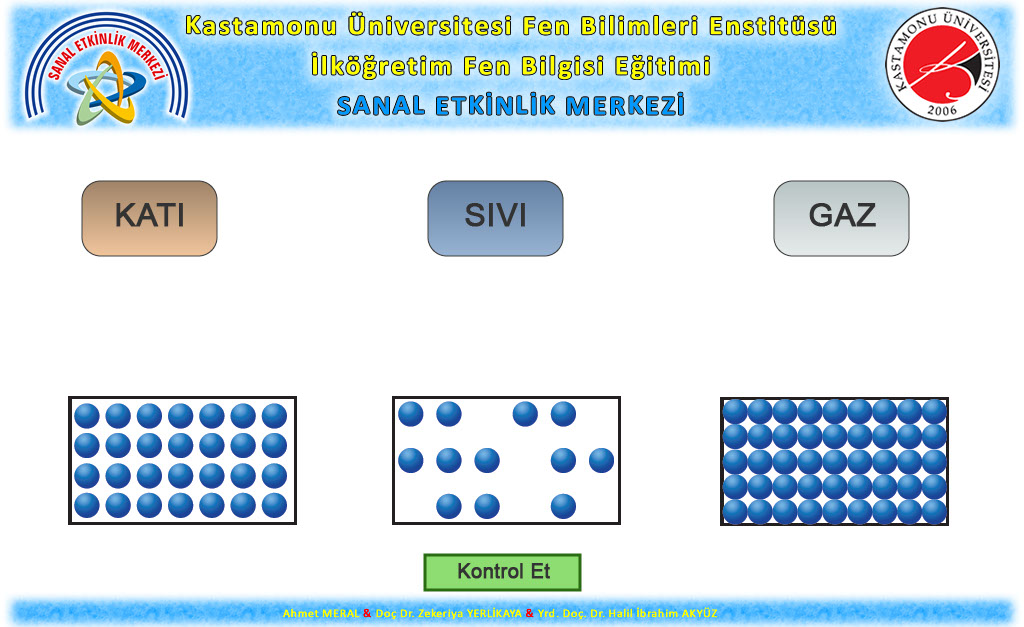 Kastamonu Üniversitesi Fen Bilimleri Enstitüsü
İlköğretim Fen Bilgisi Eğitimi
SANAL ETKİNLİK MERKEZİ
SANAL ETKİNLİK MERKEZİ
KASTAMONU ÜNİVERSİTESİ
2006
KATI
SIVI
GAZ
Kontrol Et
Ahmet MERAL & Doç Dr. Zekeriya YERLİKAYA & Yrd. Doç. Dr. Halil İbrahim AKYÜZ